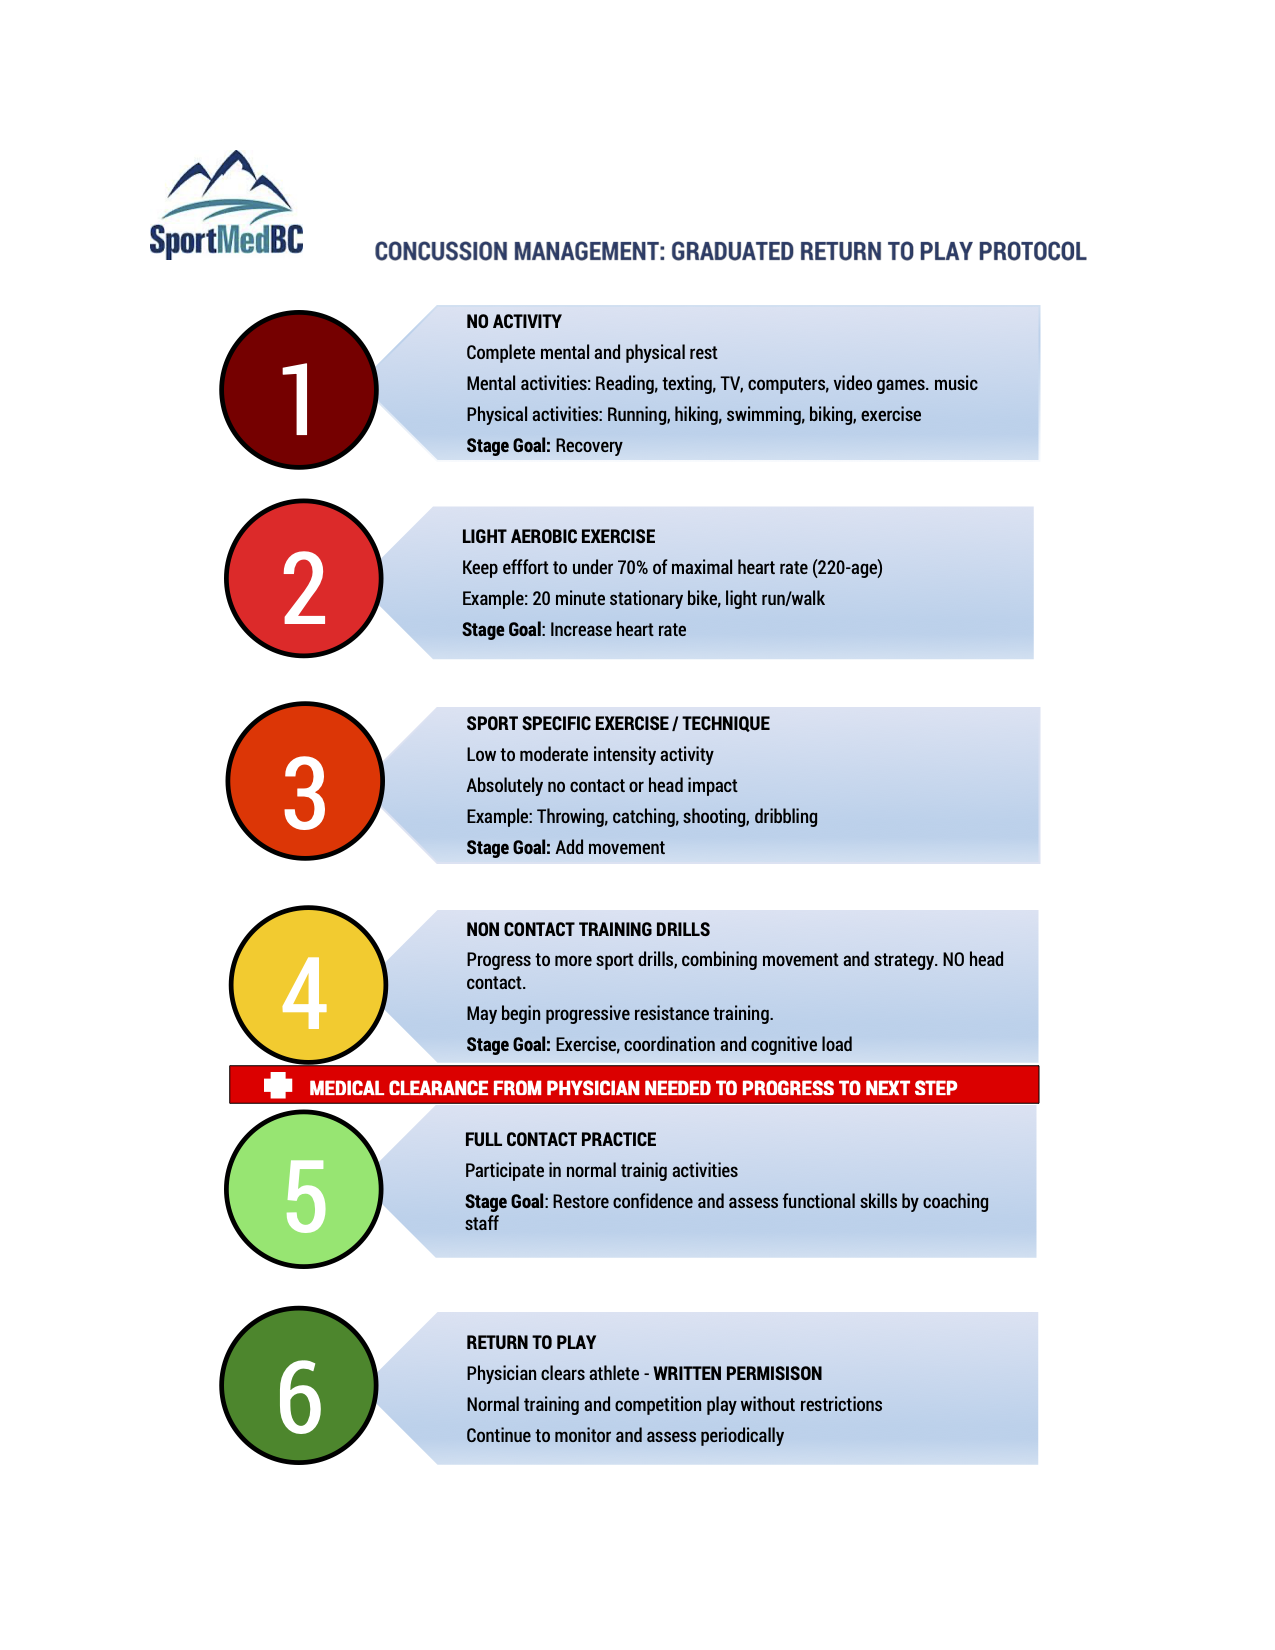 SportMedBC
CONCUSSION MANAGEMENT: GRADUATED RETURN TO PLAY PROTOCOL
1
NO ACTIVITY
Complete mental and physical rest
Mental activities: Reading, texting, TV, computers, video games. music
Physical activities: Running, hiking, swimming, biking, exercise
Stage Goal: Recovery
2
LIGHT AEROBIC EXERCISE
Keep efffort to under 70% of maximal heart rate (220-age)
Example: 20 minute stationary bike, light run/walk
Stage Goal: Increase heart rate
3
SPORT SPECIFIC EXERCISE / TECHNIQUE
Low to moderate intensity activity
Absolutely no contact or head impact
Example: Throwing, catching, shooting, dribbling
Stage Goal: Add movement
4
NON CONTACT TRAINING DRILLS
Progress to more sport drills, combining movement and strategy. NO head
contact.
May begin progressive resistance training.
Stage Goal: Exercise, coordination and cognitive load
MEDICAL CLEARANCE FROM PHYSICIAN NEEDED TO PROGRESS TO NEXT STEP
5
FULL CONTACT PRACTICE
Participate in normal trainig activities
Stage Goal: Restore confidence and assess functional skills by coaching
staff
6
RETURN TO PLAY
Physician clears athlete - WRITTEN PERMISISON
Normal training and competition play without restrictions
Continue to monitor and assess periodically